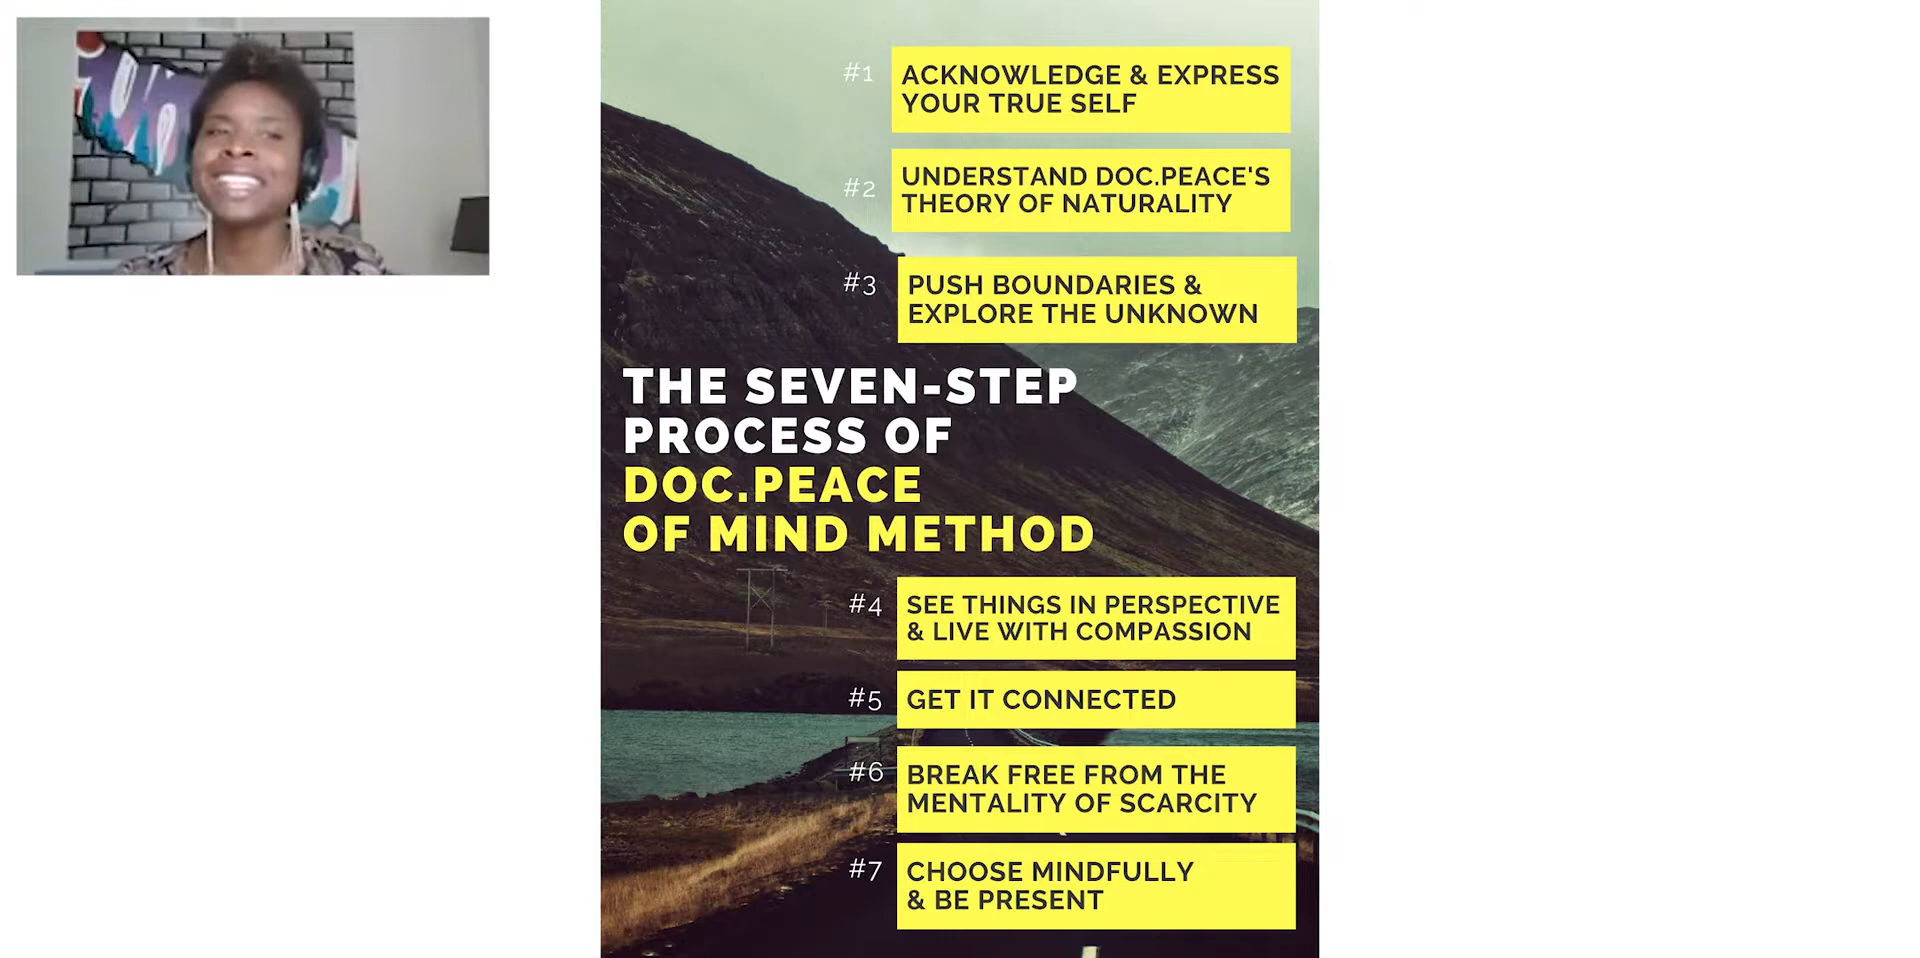 #1
ACKNOWLEDGE & EXPRESS
YOUR TRUE SELF
#2
UNDERSTAND DOC.PEACE'S
THEORY OF NATURALITY
#3
PUSH BOUNDARIES &
EXPLORE THE UNKNOWN
THE SEVEN-STEP
PROCESS OF
DOC.PEACE
OF MIND METHOD
#4
SEE THINGS IN PERSPECTIVE
& LIVE WITH COMPASSION
#5
GET IT CONNECTED
#6
BREAK FREE FROM THE
MENTALITY OF SCARCITY
#7
CHOOSE MINDFULLY
& BE PRESENT